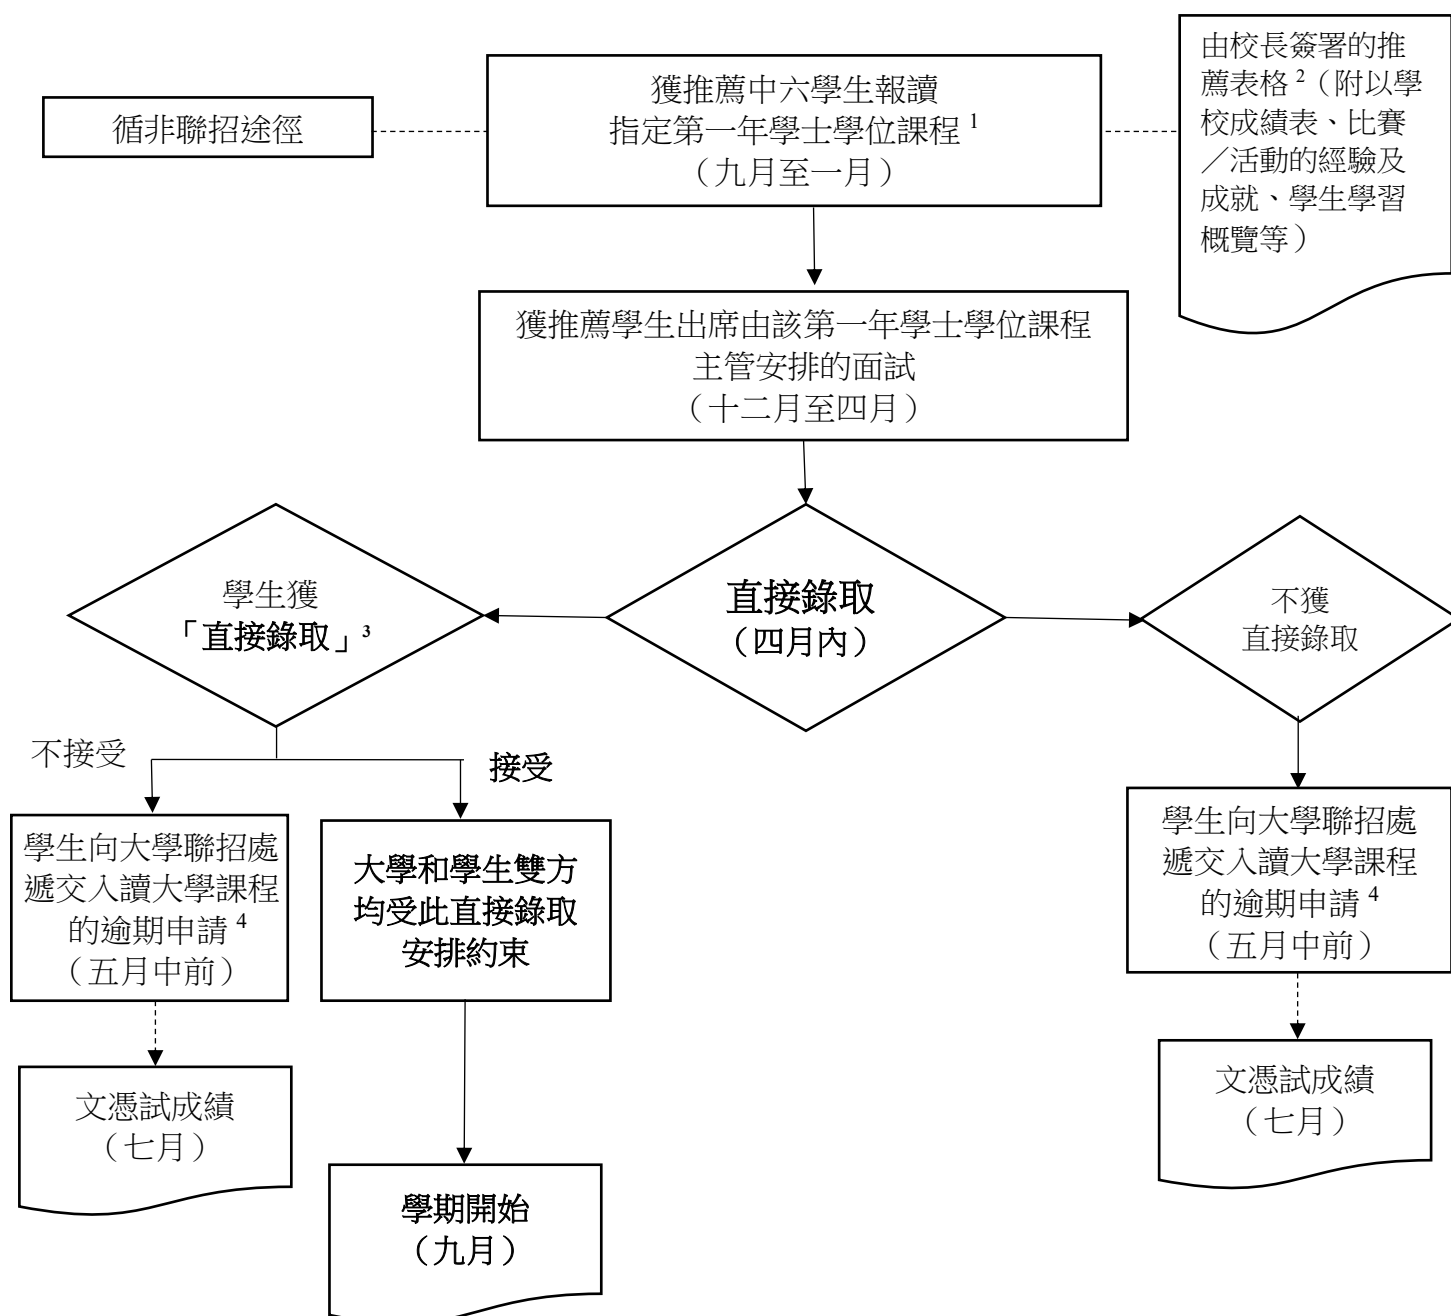 循非聯招途徑
獲推薦中六學生報讀
指定第一年學士學位課程 1
（九月至一月）
由校長簽署的推
薦表格 2（附以學
校成績表、比賽
／活動的經驗及
成就、學生學習
概覽等）
獲推薦學生出席由該第一年學士學位課程
主管安排的面試
（十二月至四月）
學生獲
「直接錄取」3
直接錄取
（四月內）
不獲
直接錄取
不接受
接受
學生向大學聯招處
遞交入讀大學課程
的逾期申請 4
（五月中前）
大學和學生雙方
均受此直接錄取
安排約束
學生向大學聯招處
遞交入讀大學課程
的逾期申請 4
（五月中前）
文憑試成績
（七月）
學期開始
（九月）
文憑試成績
（七月）